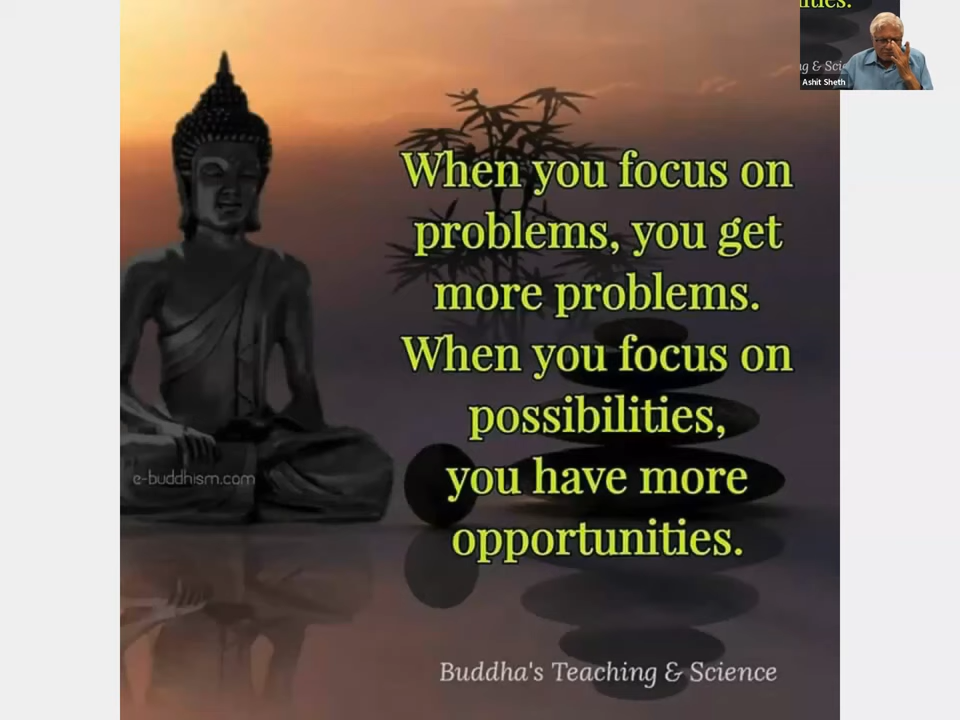 When you focus on
problems, you get
more problems.
When you focus on
possibilities,
you have more
opportunities.
e-buddhism.com
Buddha's Teaching & Science
Ashit Sheth